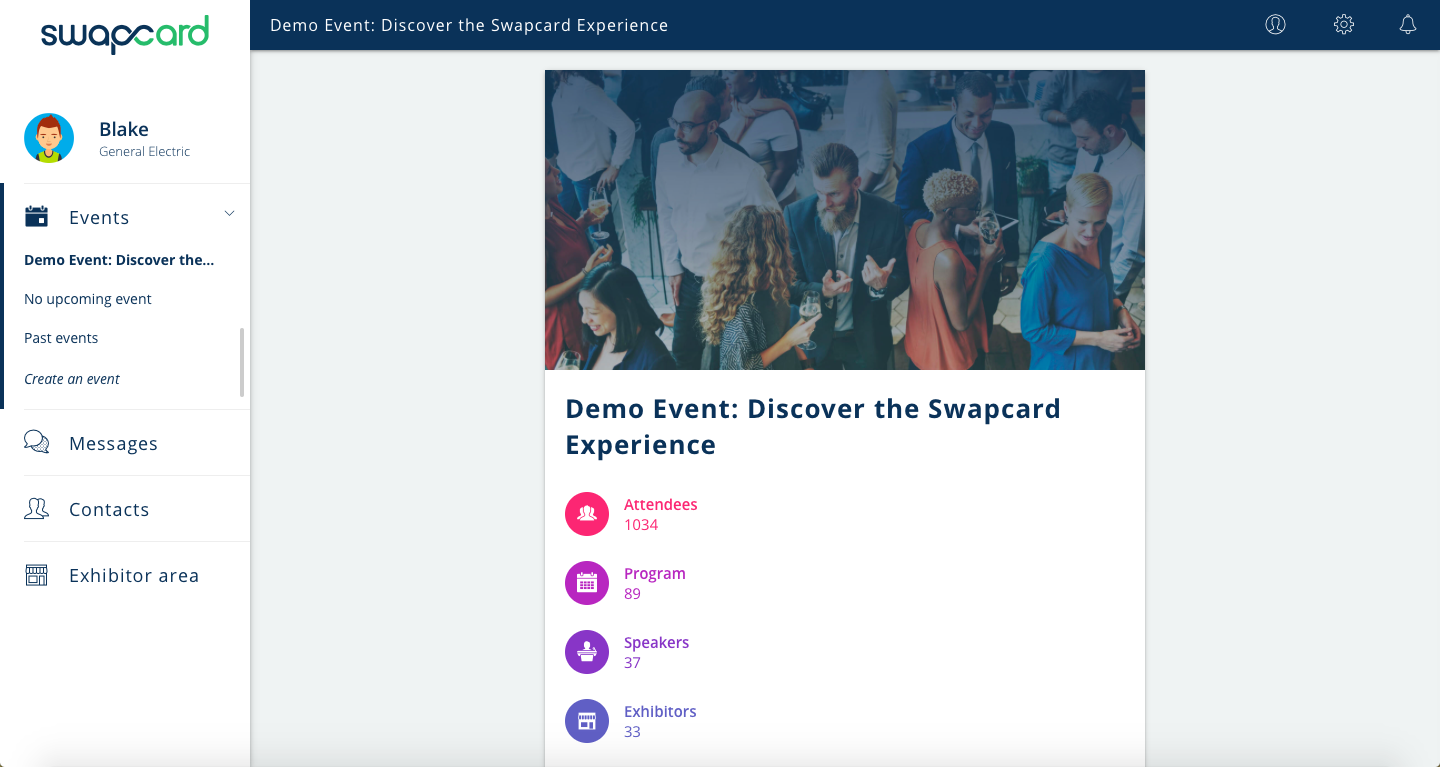 swapcard
Demo Event: Discover the Swapcard Experience
Blake
General Electric
Events
Demo Event: Discover the...
No upcoming event
Past events
Create an event
Messages
Contacts
Exhibitor area
Demo Event: Discover the Swapcard
Experience
Attendees
1034
Program
89
Speakers
37
Exhibitors
33